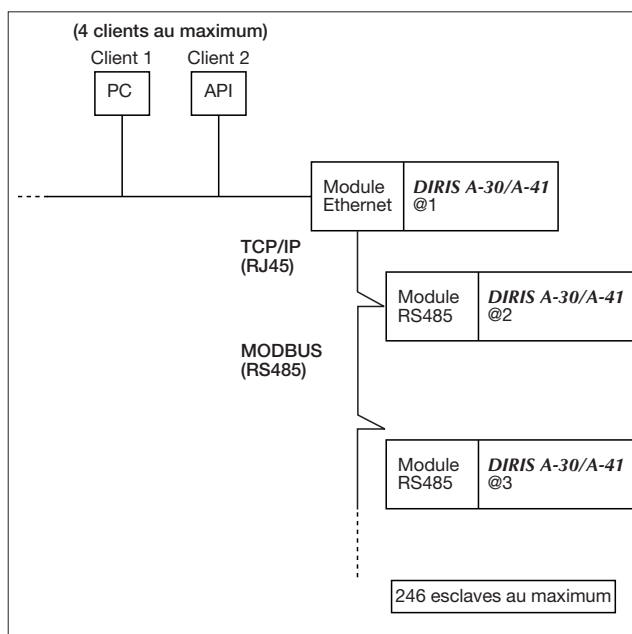 (4 clients au maximum)
Client 1 Client 2
PC API
Module
Ethernet
DIRIS A-30/A-41
@1
TCP/IP
(RJ45)
Module
RS485
DIRIS A-30/A-41
@2
MODBUS
(RS485)
Module
RS485
DIRIS A-30/A-41
@3
246 esclaves au maximum